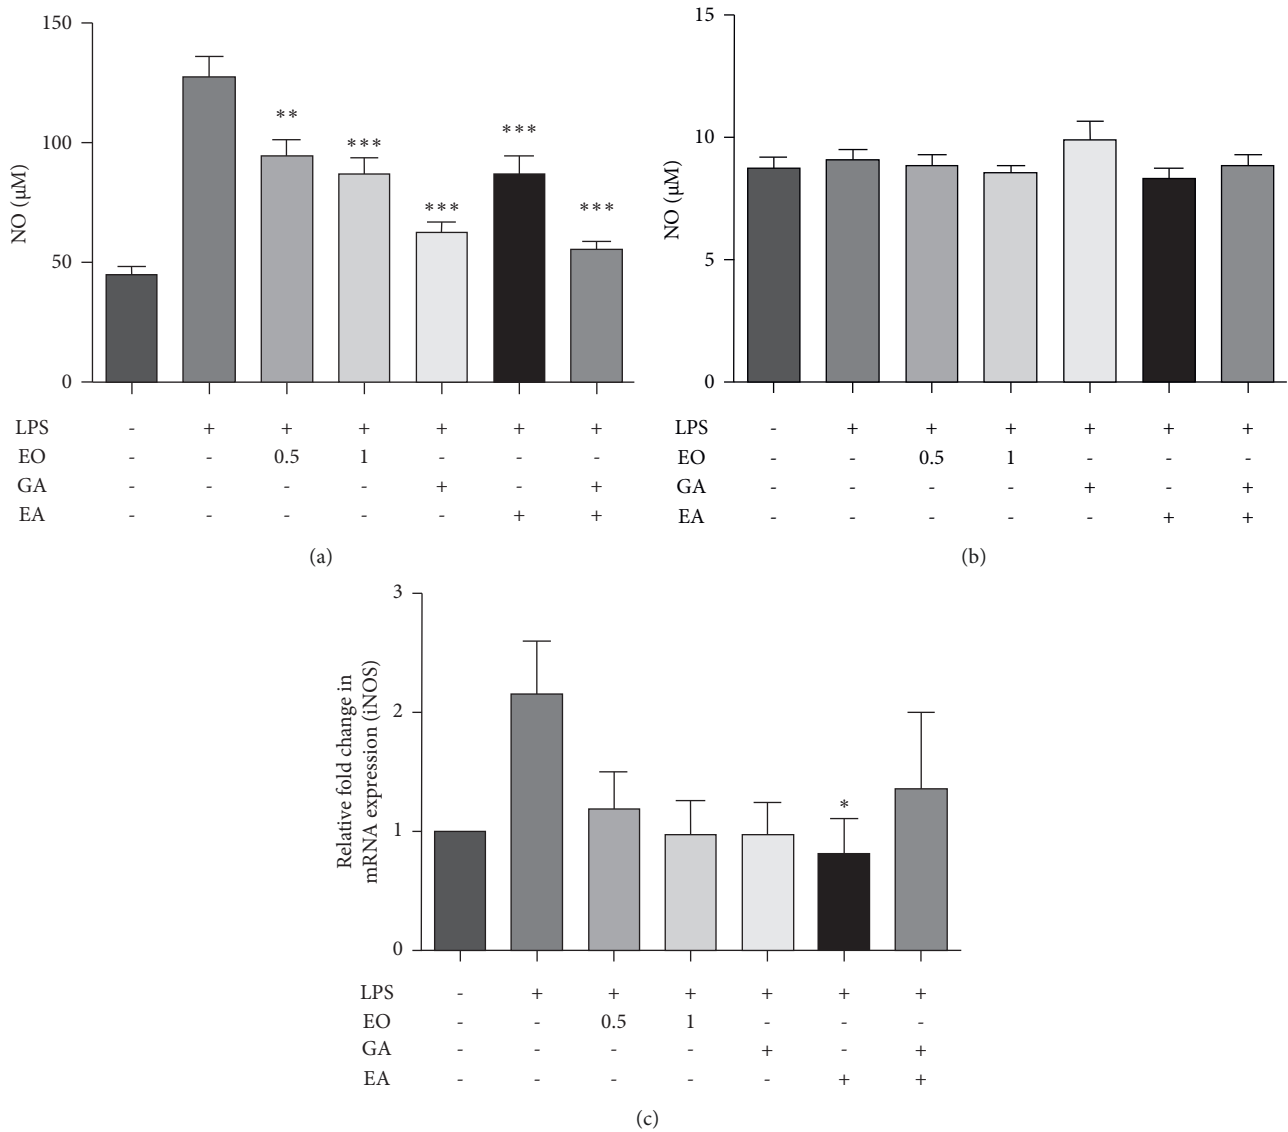 150
100
50
0
NO (µM)
** *** *** *** ***
LPS - + + + + + +
EO - - 0.5 1 - - -
GA - - - - + - +
EA - - - - - + +
(a)
15
10
5
0
NO (µM)
LPS - + + + + + +
EO - - 0.5 1 - - -
GA - - - - + - +
EA - - - - - + +
(b)
3
2
1
0
Relative fold change in
mRNA expression (iNOS)
*
LPS - + + + + + +
EO - - 0.5 1 - - -
GA - - - - + - +
EA - - - - - + +
(c)